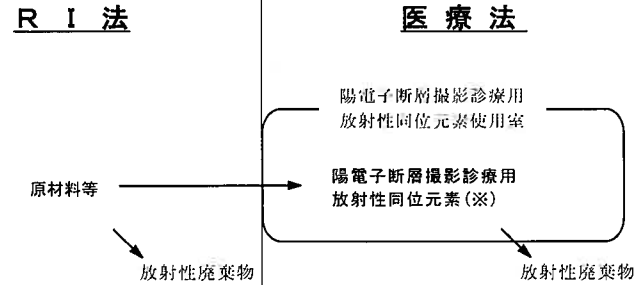 RI法
医療法
陽電子断層撮影診療用
放射性同位元素使用室
原材料等
陽電子断層撮影診療用
放射性同位元素(※)
放射性廃棄物
放射性廃棄物